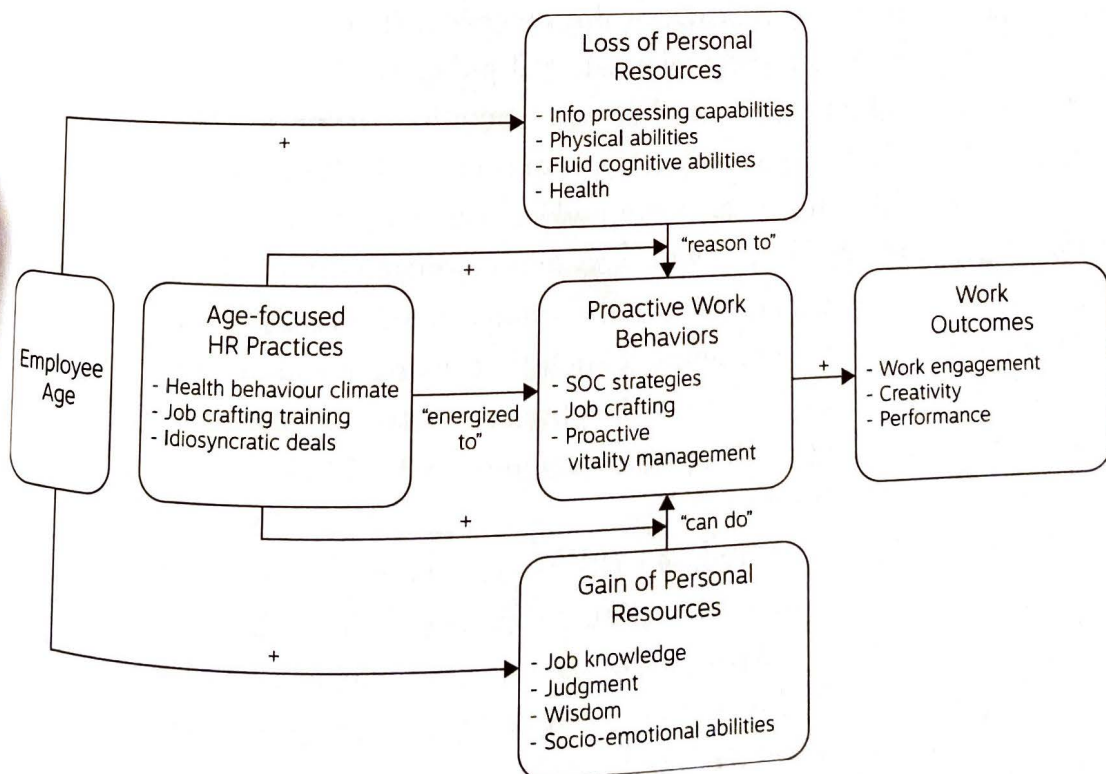 Loss of Personal
Resources
- Info processing capabilities
- Physical abilities
- Fluid cognitive abilities
- Health
+
+
"reason to"
Employee
Age
Age-focused
HR Practices
- Health behaviour climate
- Job crafting training
- Idiosyncratic deals
"energized
to"
Proactive Work
Behaviors
- SOC strategies
- Job crafting
- Proactive
vitality management
+
Work
Outcomes
- Work engagement
- Creativity
- Performance
+
"can do"
Gain of Personal
Resources
- Job knowledge
- Judgment
- Wisdom
- Socio-emotional abilities
+